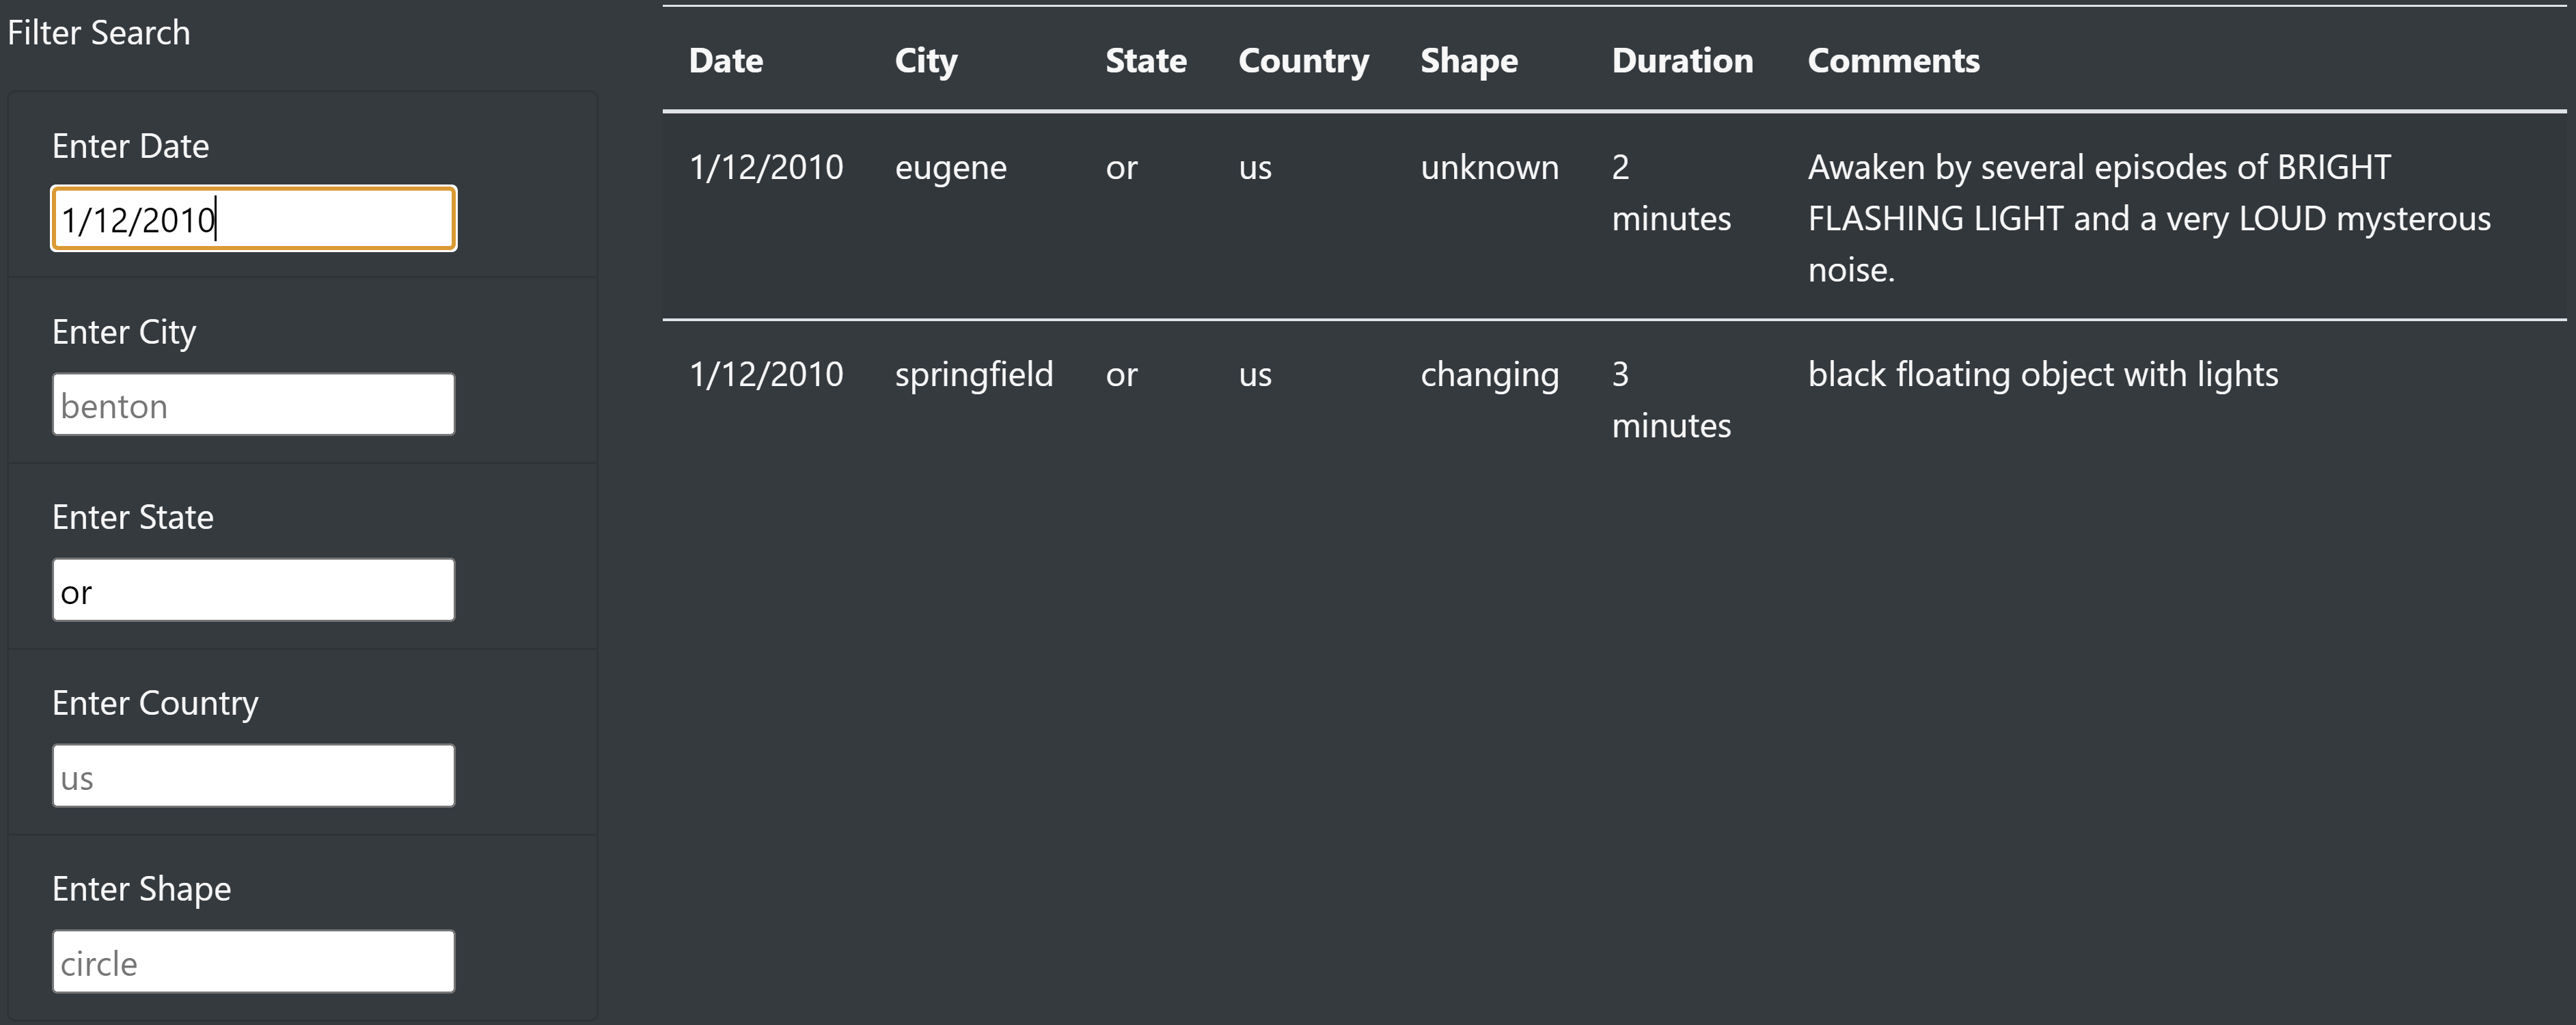 Filter Search
Enter Date
1/12/2010
Enter City
benton
Enter State
or
Enter Country
us
Enter Shape
circle
Date City State Country Shape Duration Comments
1/12/2010 eugene or us unknown 2 Awaken by several episodes of BRIGHT
minutes FLASHING LIGHT and a very LOUD mysterous
noise.
1/12/2010 springfield or us changing 3 black floating object with lights
minutes